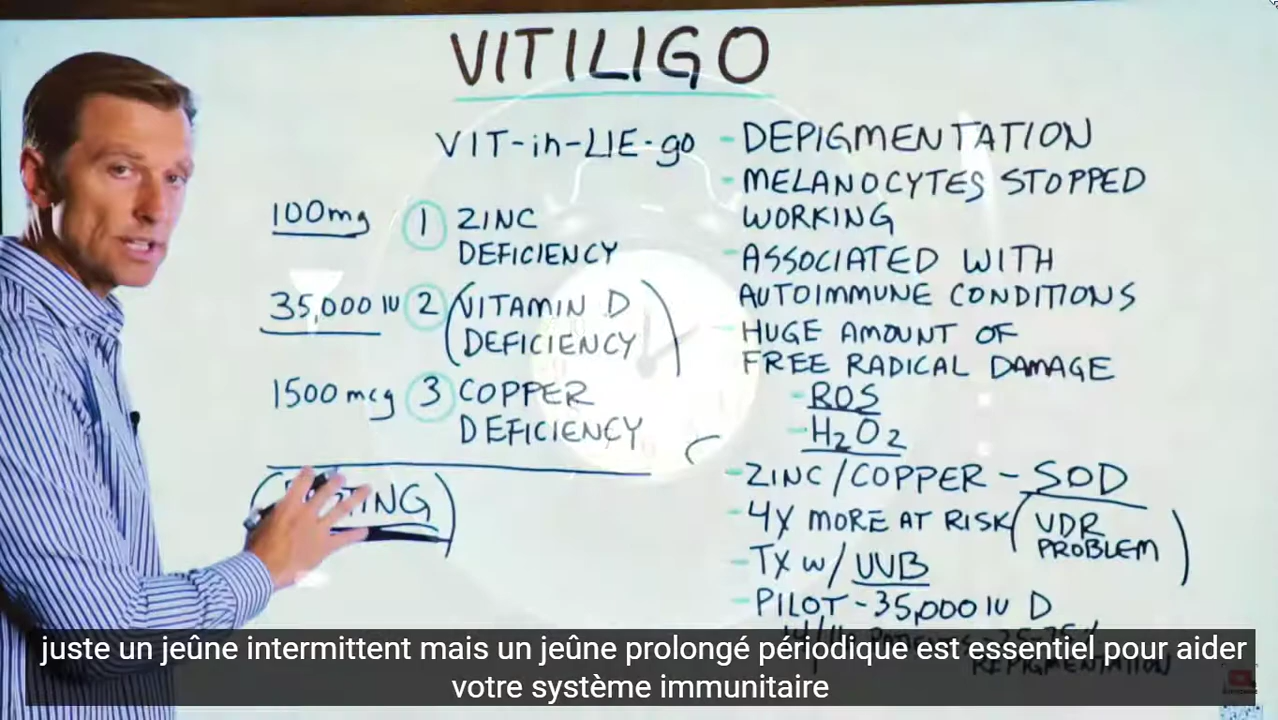 VITILIGO
VIT-ih-LIE-go
100mg 1 ZINC
DEFICIENCY
35,000 IU 2 (VITAMIN D
DEFICIENCY)
1500 mcg 3 COPPER
DEFICIENCY
- DEPIGMENTATION
- MELANOCYTES STOPPED
WORKING
- ASSOCIATED WITH
AUTOIMMUNE CONDITIONS
- HUGE AMOUNT OF
FREE RADICAL DAMAGE
- ROS
- H2O2
- ZINC/COPPER - SOD
- 4X MORE AT RISK (VDR
PROBLEM)
- TX W/ UVB
- PILOT - 35,000 IU D
REPIGMENTATION
juste un jeûne intermittent mais un jeûne prolongé périodique est essentiel pour aider
votre système immunitaire